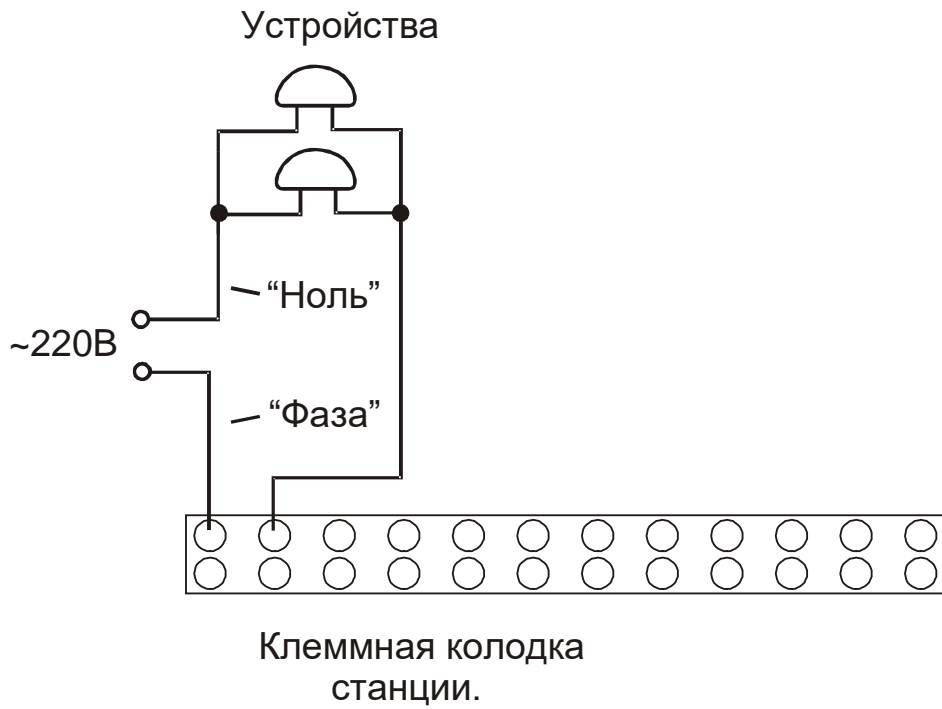 Устройства
“Ноль”
~220В
“Фаза”
Клеммная колодка
станции.